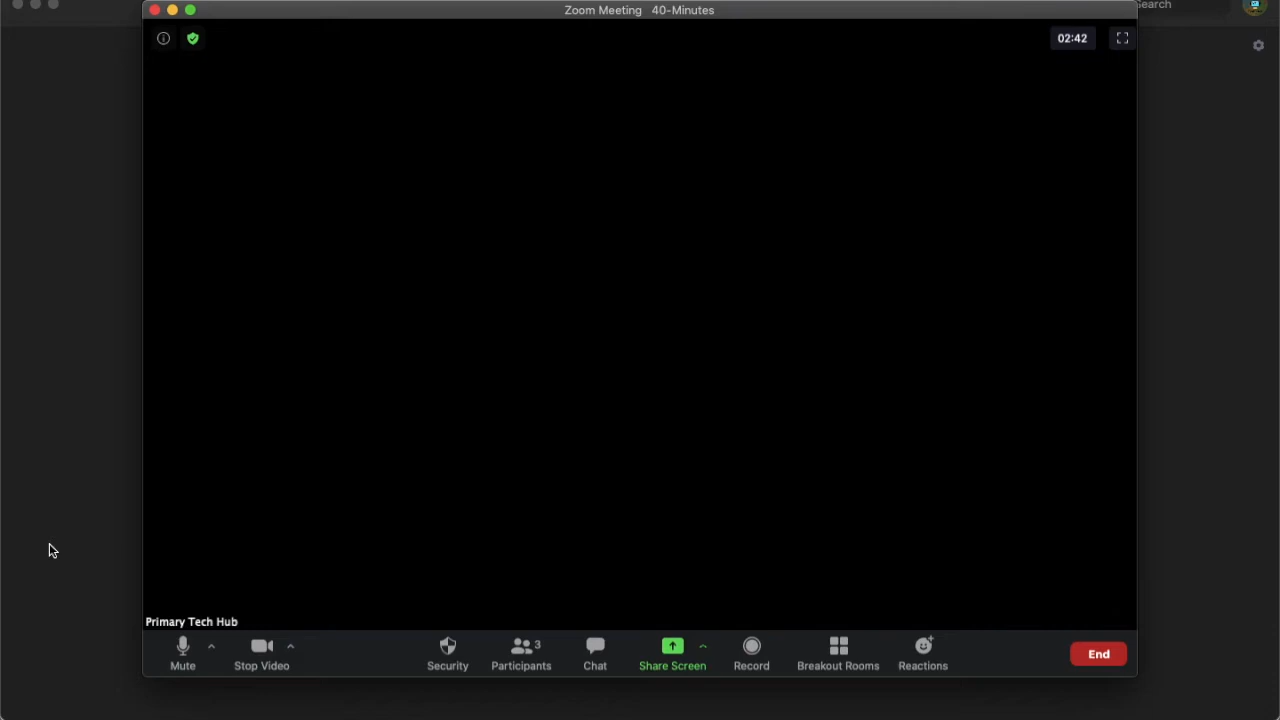 Search
Zoom Meeting 40-Minutes
02:42
Primary Tech Hub
3
Mute
Stop Video
Security
Participants
Chat
Share Screen
Record
Breakout Rooms
Reactions
End